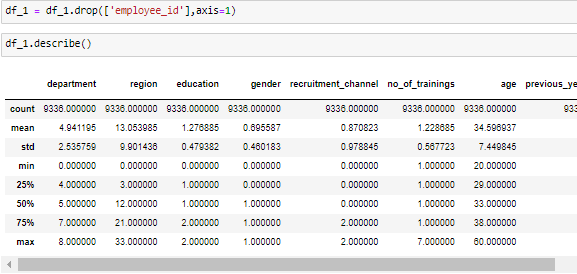 df_1 = df_1.drop(['employee_id'],axis=1)
df_1.describe()
department region education gender recruitment_channel no_of_trainings age previous_ye
count 9336.000000 9336.000000 9336.000000 9336.000000 9336.000000 9336.000000 9336.000000 933
mean 4.941195 13.053985 1.276885 0.695587 0.870823 1.228685 34.596937
std 2.535759 9.901436 0.479382 0.460183 0.978845 0.567723 7.449845
min 0.000000 0.000000 0.000000 0.000000 0.000000 1.000000 20.000000
25% 4.000000 3.000000 1.000000 0.000000 0.000000 1.000000 29.000000
50% 5.000000 12.000000 1.000000 1.000000 0.000000 1.000000 33.000000
75% 7.000000 21.000000 2.000000 1.000000 2.000000 1.000000 38.000000
max 8.000000 33.000000 2.000000 1.000000 2.000000 7.000000 60.000000